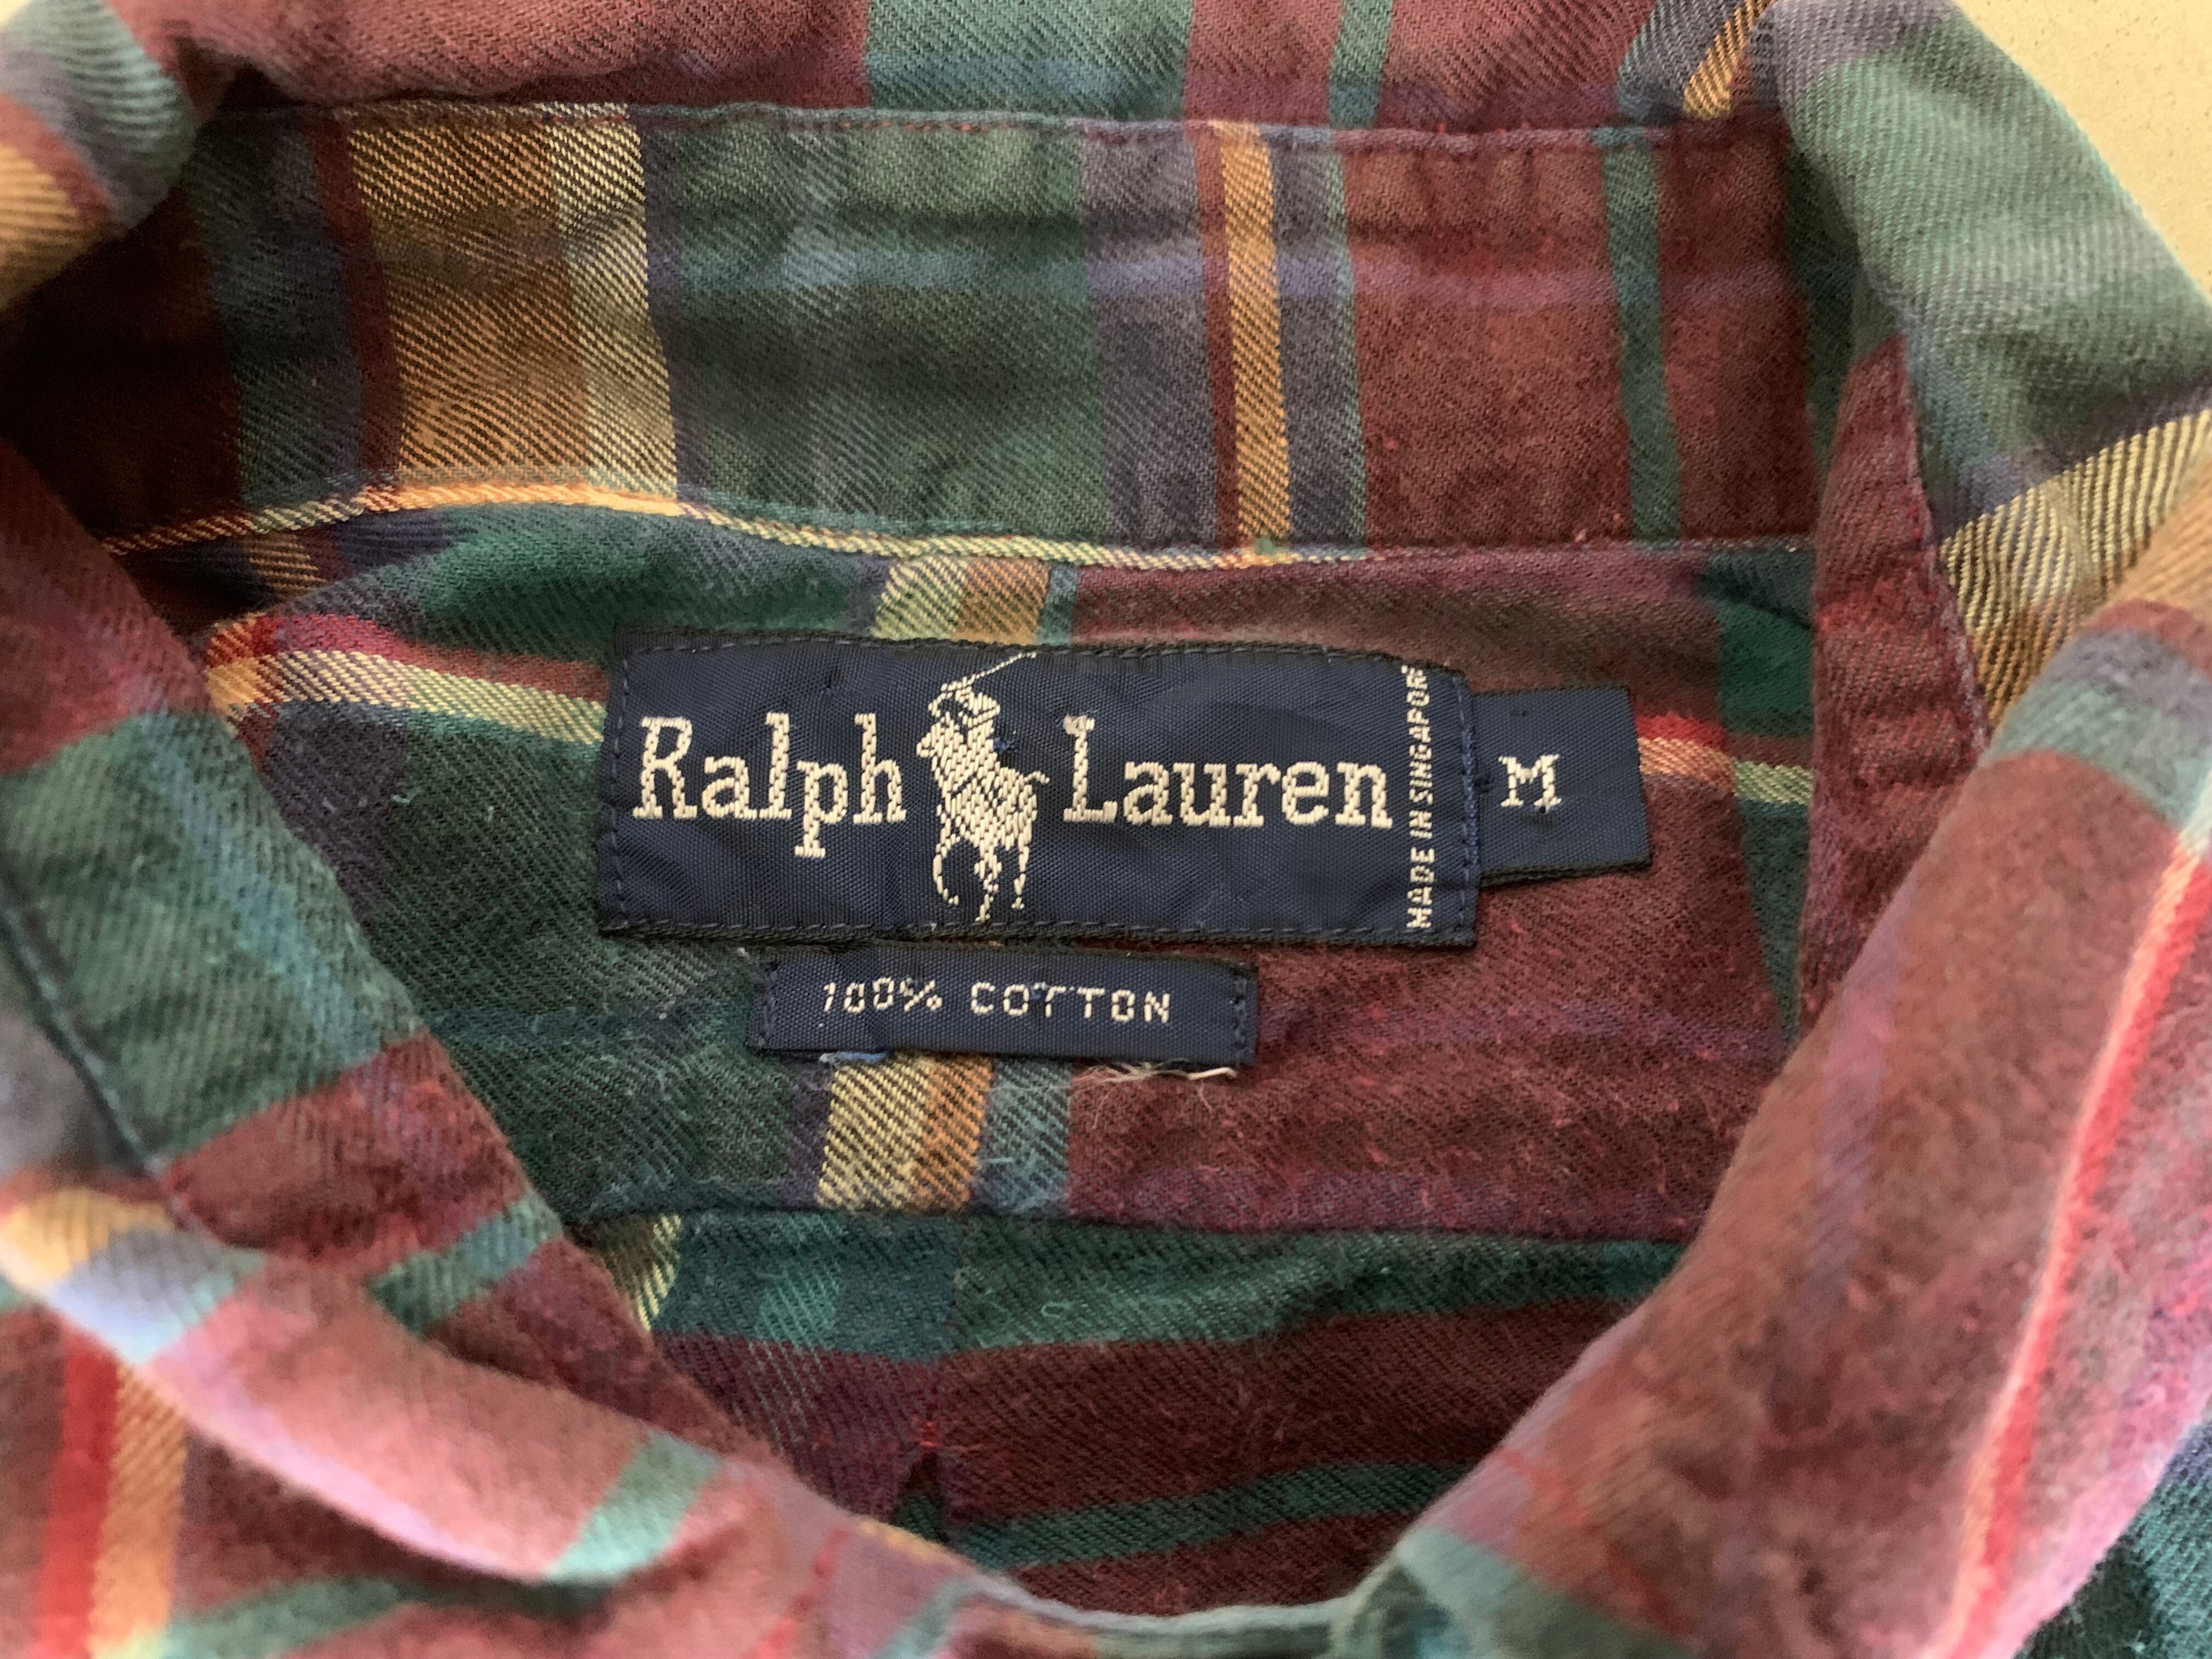 Ralph Lauren
MADE IN SINGAPORE
M
100% COTTON